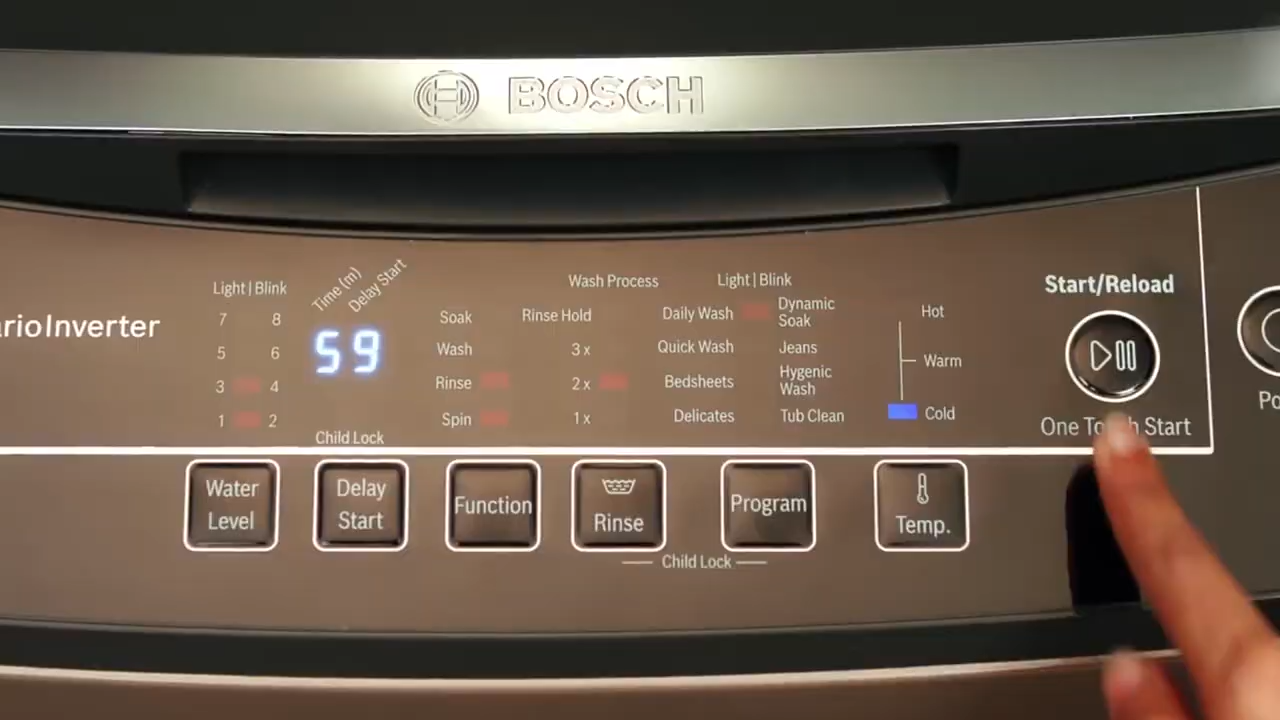 BOSCH
Light | Blink
7 8
5 6
3 4
1 2
Time (m)
Delay Start
59
Child Lock
Soak
Wash
Rinse
Spin
Wash Process
Rinse Hold
3 x
2 x
1 x
Light | Blink
Daily Wash
Quick Wash
Bedsheets
Delicates
Dynamic
Soak
Jeans
Hygenic
Wash
Tub Clean
Hot
Warm
Cold
Start/Reload
One Touch Start
Water
Level
Delay
Start
Function
Rinse
Program
Temp.
Child Lock